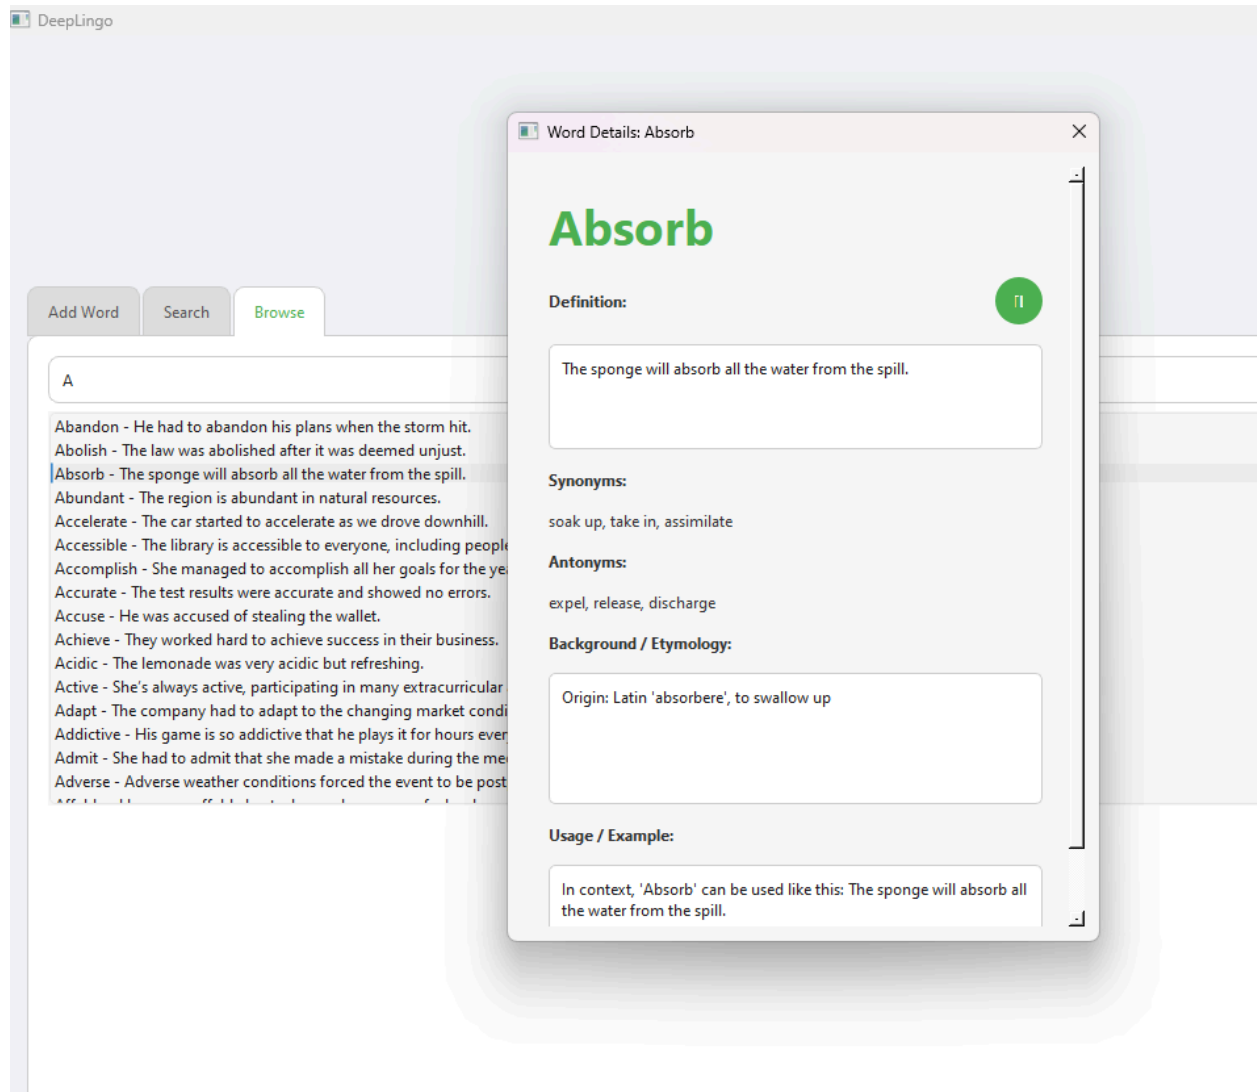 DeepLingo
Word Details: Absorb
Absorb
Definition:
The sponge will absorb all the water from the spill.
Synonyms:
soak up, take in, assimilate
Antonyms:
expel, release, discharge
Background / Etymology:
Origin: Latin 'absorbere', to swallow up
Usage / Example:
In context, 'Absorb' can be used like this: The sponge will absorb all
the water from the spill.
Add Word
Search
Browse
A
Abandon - He had to abandon his plans when the storm hit.
Abolish - The law was abolished after it was deemed unjust.
Absorb - The sponge will absorb all the water from the spill.
Abundant - The region is abundant in natural resources.
Accelerate - The car started to accelerate as we drove downhill.
Accessible - The library is accessible to everyone, including people
Accomplish - She managed to accomplish all her goals for the
Accurate - The test results were accurate and showed no errors.
Accuse - He was accused of stealing the wallet.
Achieve - They worked hard to achieve success in their business.
Acidic - The lemonade was very acidic but refreshing.
Active - She's always active, participating in many extracurricular
Adapt - The company had to adapt to the changing market
Addictive - His game is so addictive that he plays it for hours
Admit - She had to admit that she made a mistake during the
Adverse - Adverse weather conditions forced the event to be